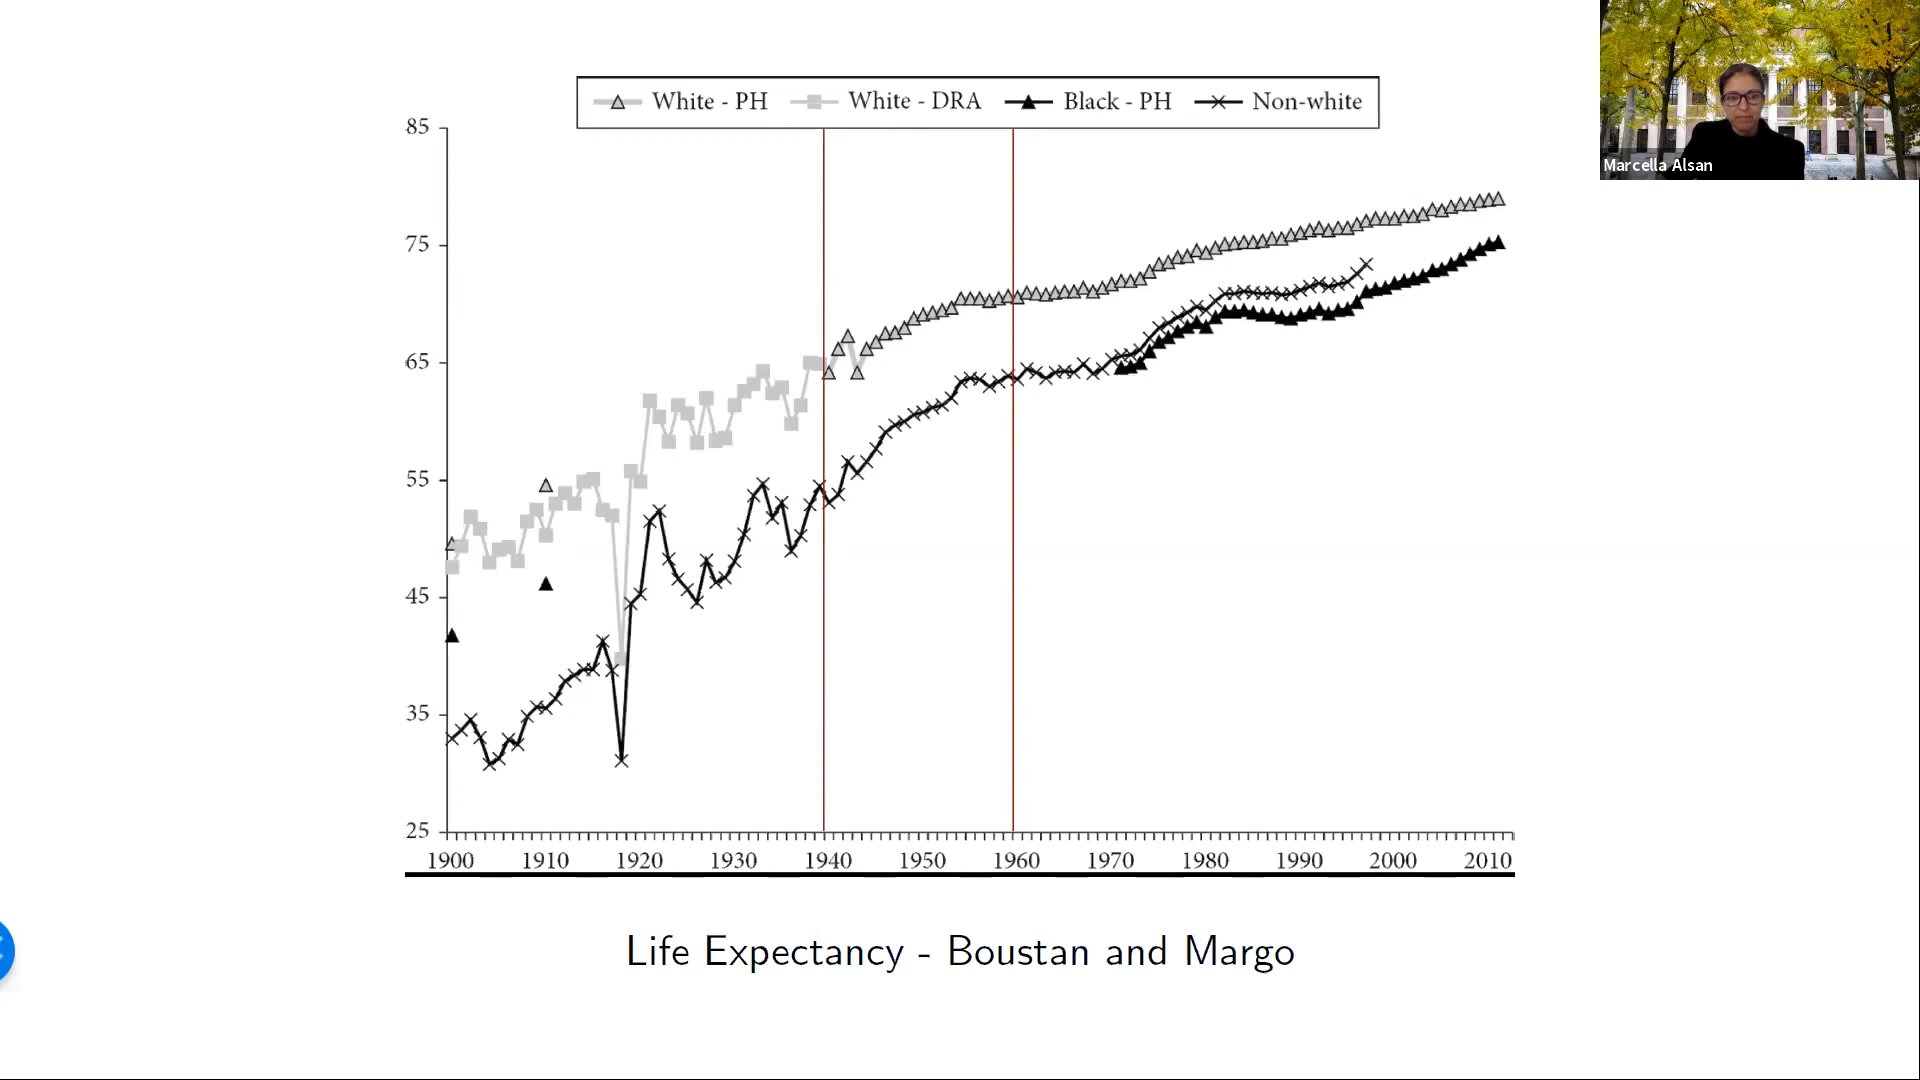 White - PH White - DRA Black - PH Non-white
85
75
65
55
45
35
25
1900 1910 1920 1930 1940 1950 1960 1970 1980 1990 2000 2010
Life Expectancy - Boustan and Margo
Marcella Alsan